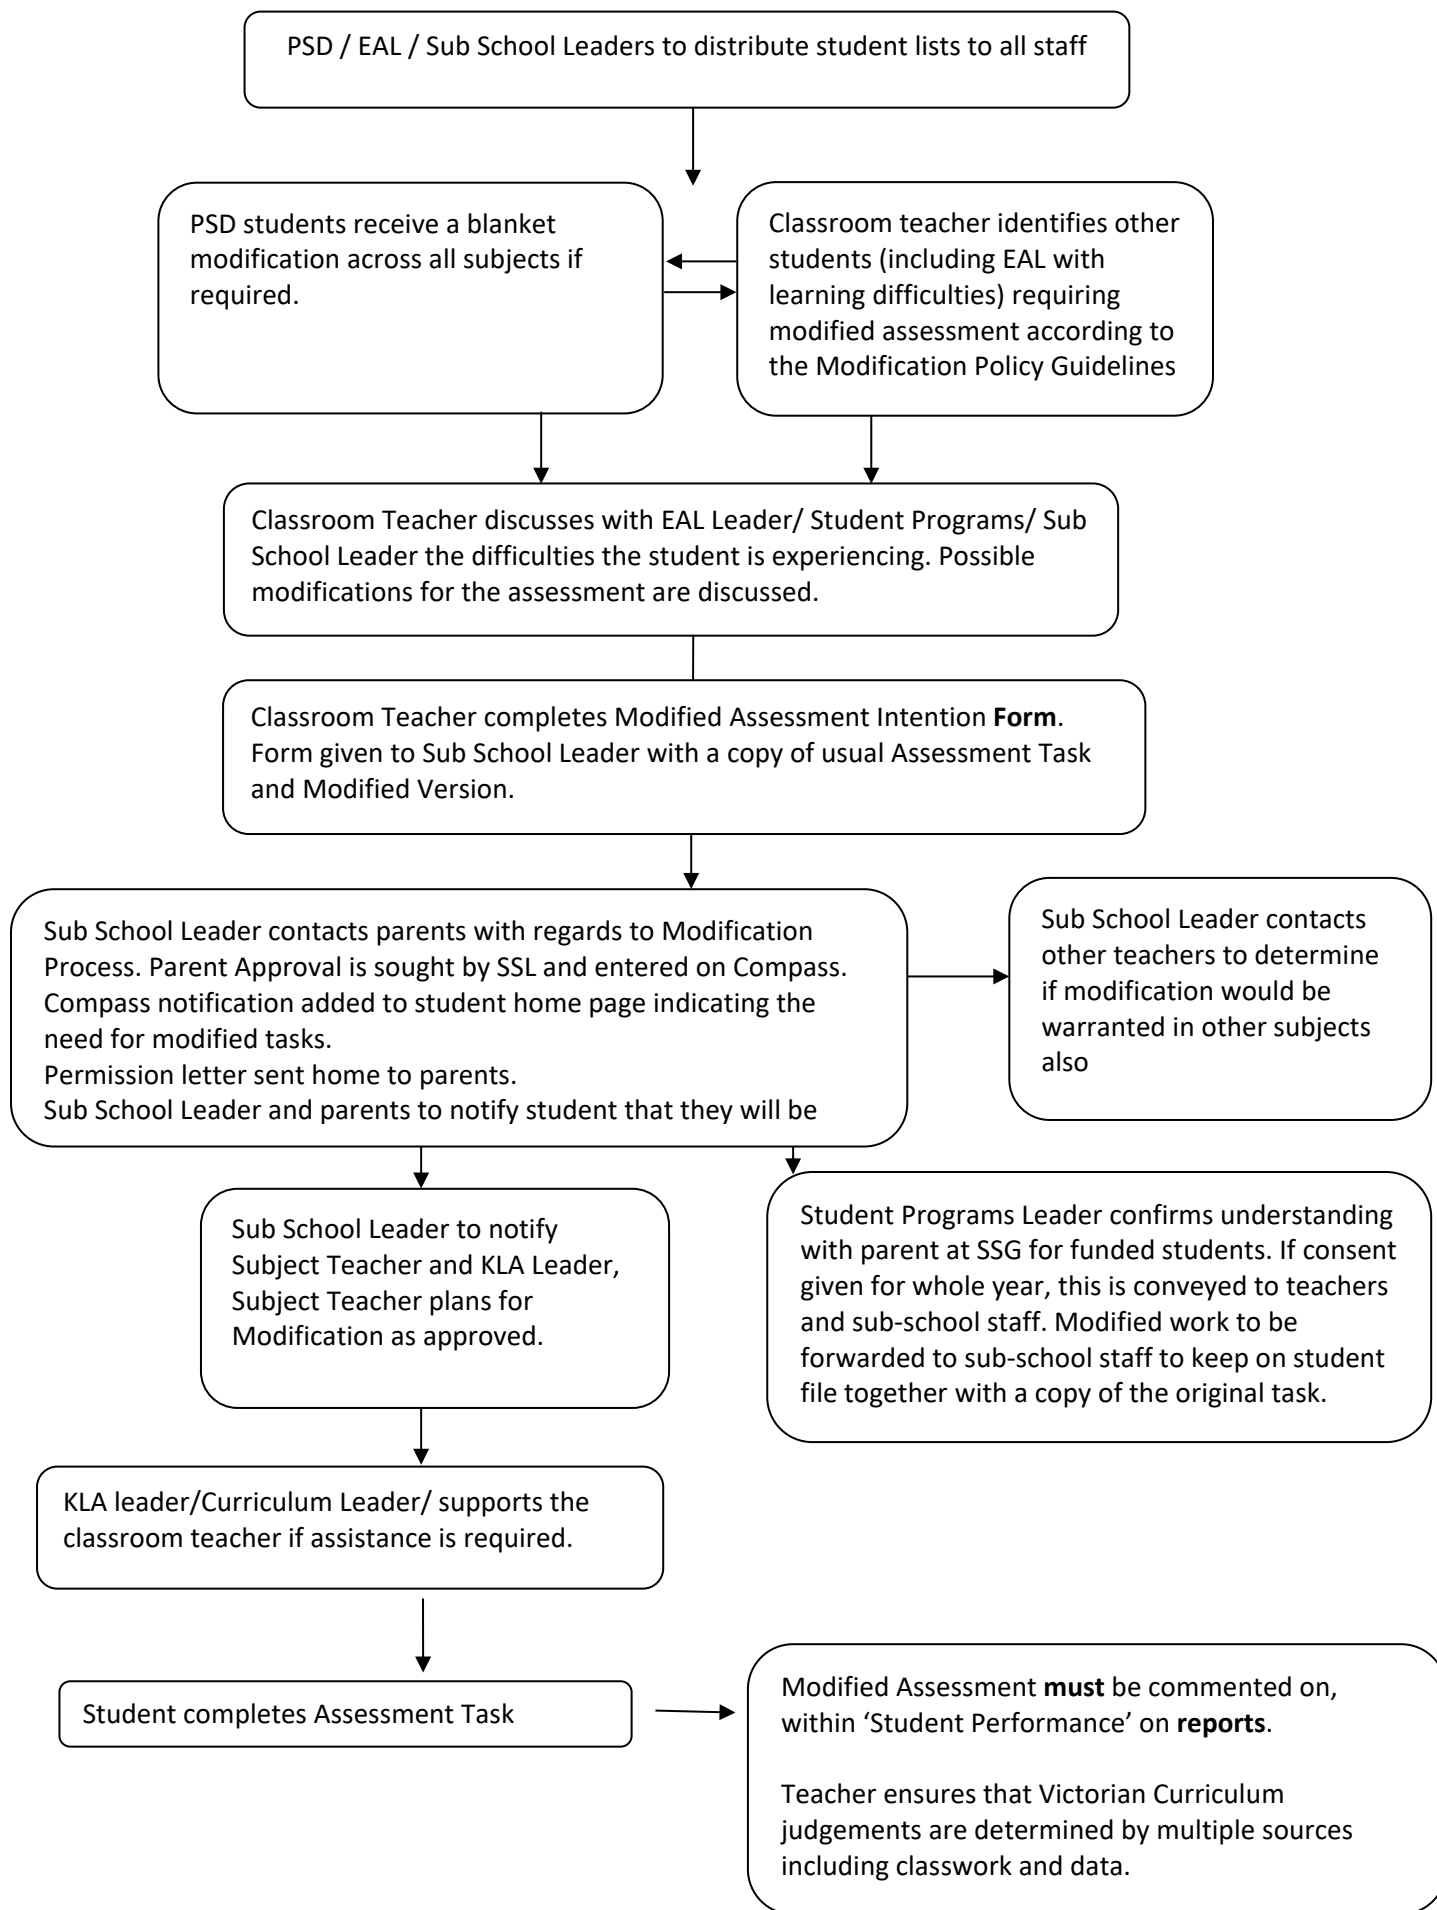 PSD / EAL / Sub School Leaders to distribute student lists to all staff
PSD students receive a blanket
modification across all subjects if
required.
Classroom teacher identifies other
students (including EAL with
learning difficulties) requiring
modified assessment according to
the Modification Policy Guidelines
Classroom Teacher discusses with EAL Leader/ Student Programs/ Sub
School Leader the difficulties the student is experiencing. Possible
modifications for the assessment are discussed.
Classroom Teacher completes Modified Assessment Intention Form.
Form given to Sub School Leader with a copy of usual Assessment Task
and Modified Version.
Sub School Leader contacts parents with regards to Modification
Process. Parent Approval is sought by SSL and entered on Compass.
Compass notification added to student home page indicating the
need for modified tasks.
Permission letter sent home to parents.
Sub School Leader and parents to notify student that they will be
Sub School Leader contacts
other teachers to determine
if modification would be
warranted in other subjects
also
Sub School Leader to notify
Subject Teacher and KLA Leader,
Subject Teacher plans for
Modification as approved.
Student Programs Leader confirms understanding
with parent at SSG for funded students. If consent
given for whole year, this is conveyed to teachers
and sub-school staff. Modified work to be
forwarded to sub-school staff to keep on student
file together with a copy of the original task.
KLA leader/Curriculum Leader/ supports the
classroom teacher if assistance is required.
Student completes Assessment Task
Modified Assessment must be commented on,
within ‘Student Performance’ on reports.
Teacher ensures that Victorian Curriculum
judgements are determined by multiple sources
including classwork and data.